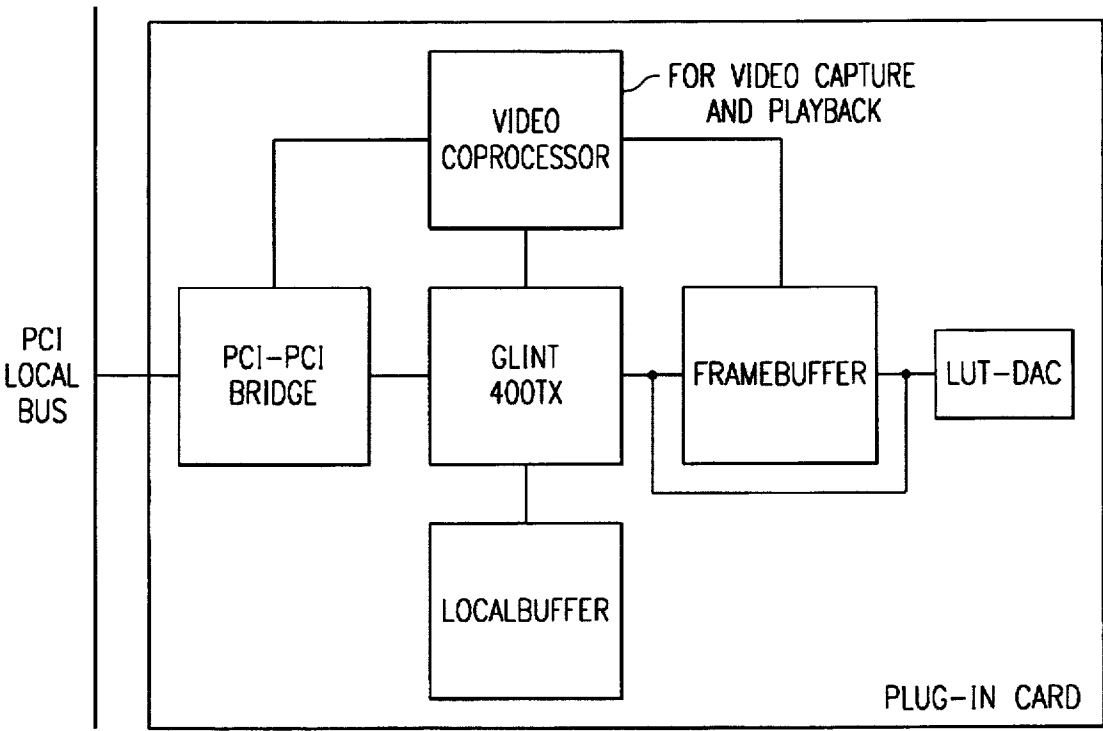 FOR VIDEO CAPTURE
AND PLAYBACK
VIDEO
COPROCESSOR
PCI
LOCAL
BUS
PCI-PCI
BRIDGE
GLINT
400TX
FRAMEBUFFER
LUT-DAC
LOCALBUFFER
PLUG-IN CARD